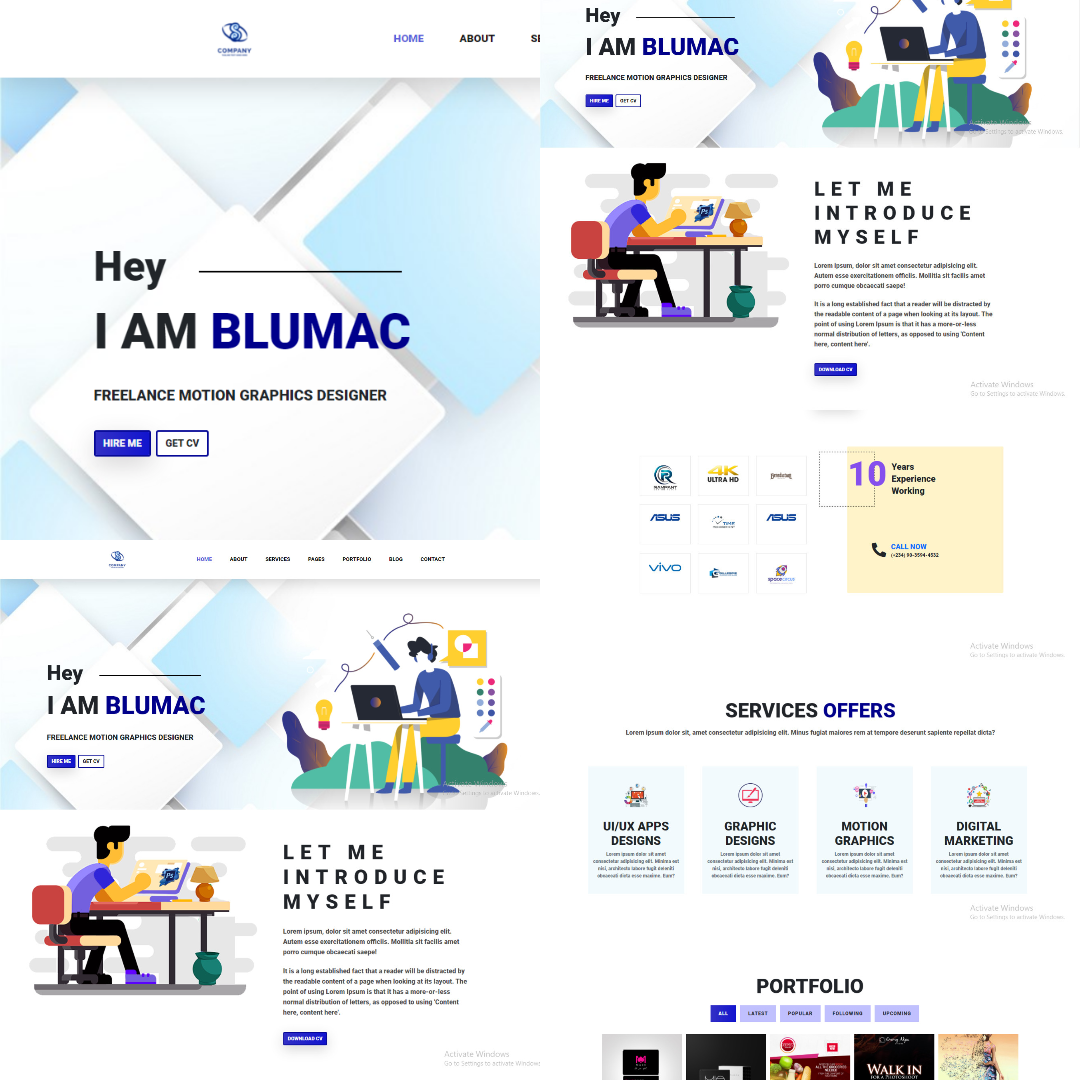 COMPANY
HOME ABOUT
Hey
I AM BLUMAC
FREELANCE MOTION GRAPHICS DESIGNER
HIRE ME GET CV
HOME ABOUT SERVICES PAGES PORTFOLIO BLOG CONTACT
Hey
I AM BLUMAC
FREELANCE MOTION GRAPHICS DESIGNER
HIRE ME GET CV
Activate Windows
Go to Settings to activate Windows.
LET ME
INTRODUCE
MYSELF
Ps
Lorem ipsum, dolor sit amet consectetur adipisicing elit.
Autem esse exercitationem officiis. Mollitia sit facilis amet
porro cumque obcaecati saepe!
It is a long established fact that a reader will be distracted by
the readable content of a page when looking at its layout. The
point of using Lorem Ipsum is that it has a more-or-less
normal distribution of letters, as opposed to using 'Content
here, content here'.
DOWNLOAD CV
Activate Windows
Go to Settings to activate Windows.
Hey
I AM BLUMAC
FREELANCE MOTION GRAPHICS DESIGNER
HIRE ME GET CV
Activate Windows
Go to Settings to activate Windows.
LET ME
INTRODUCE
MYSELF
Ps
Lorem ipsum, dolor sit amet consectetur adipisicing elit.
Autem esse exercitationem officiis. Mollitia sit facilis amet
porro cumque obcaecati saepe!
It is a long established fact that a reader will be distracted by
the readable content of a page when looking at its layout. The
point of using Lorem Ipsum is that it has a more-or-less
normal distribution of letters, as opposed to using 'Content
here, content here'.
DOWNLOAD CV
Activate Windows
Go to Settings to activate Windows.
4K
ULTRA HD
ASUS
TIME
ASUS
vivo
10 Years
Experience
Working
CALL NOW
(+234) 90-3594-4532
Activate Windows
Go to Settings to activate Windows.
SERVICES OFFERS
Lorem ipsum dolor sit, amet consectetur adipisicing elit. Minus fugiat maiores rem at tempore deserunt sapiente repellat dicta?
UI/UX APPS
DESIGNS
Lorem ipsum dolor sit amet
consectetur adipisicing elit. Minima est
nisi, architecto labore fugit deleniti
obcaecati dicta esse maxime. Eum?
GRAPHIC
DESIGNS
Lorem ipsum dolor sit amet
consectetur adipisicing elit. Minima est
nisi, architecto labore fugit deleniti
obcaecati dicta esse maxime. Eum?
MOTION
GRAPHICS
Lorem ipsum dolor sit amet
consectetur adipisicing elit. Minima est
nisi, architecto labore fugit deleniti
obcaecati dicta esse maxime. Eum?
DIGITAL
MARKETING
Lorem ipsum dolor sit amet
consectetur adipisicing elit. Minima est
nisi, architecto labore fugit deleniti
obcaecati dicta esse maxime. Eum?
Activate Windows
Go to Settings to activate Windows.
PORTFOLIO
ALL LATEST POPULAR FOLLOWING UPCOMING
WALK IN
FOR A PHOTOSHOOT